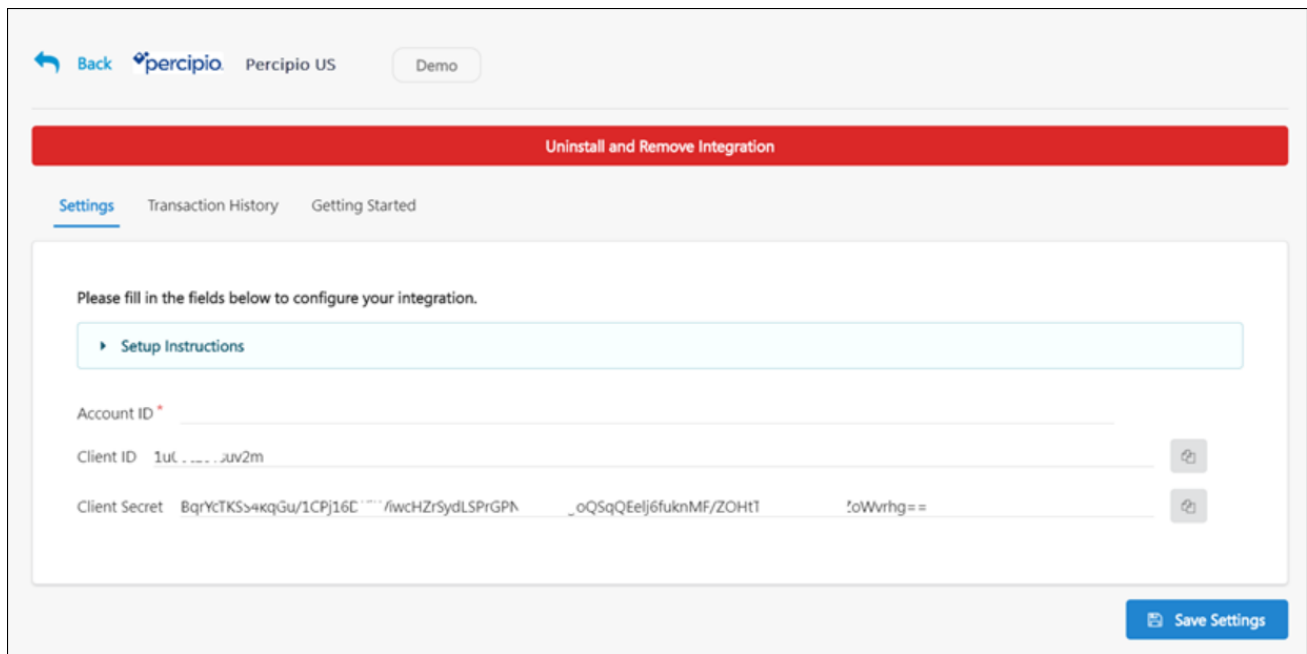 Back percipio. Percipio US Demo
Uninstall and Remove Integration
Settings Transaction History Getting Started
Please fill in the fields below to configure your integration.
Setup Instructions
Account ID *
Client ID
Client Secret
Save Settings